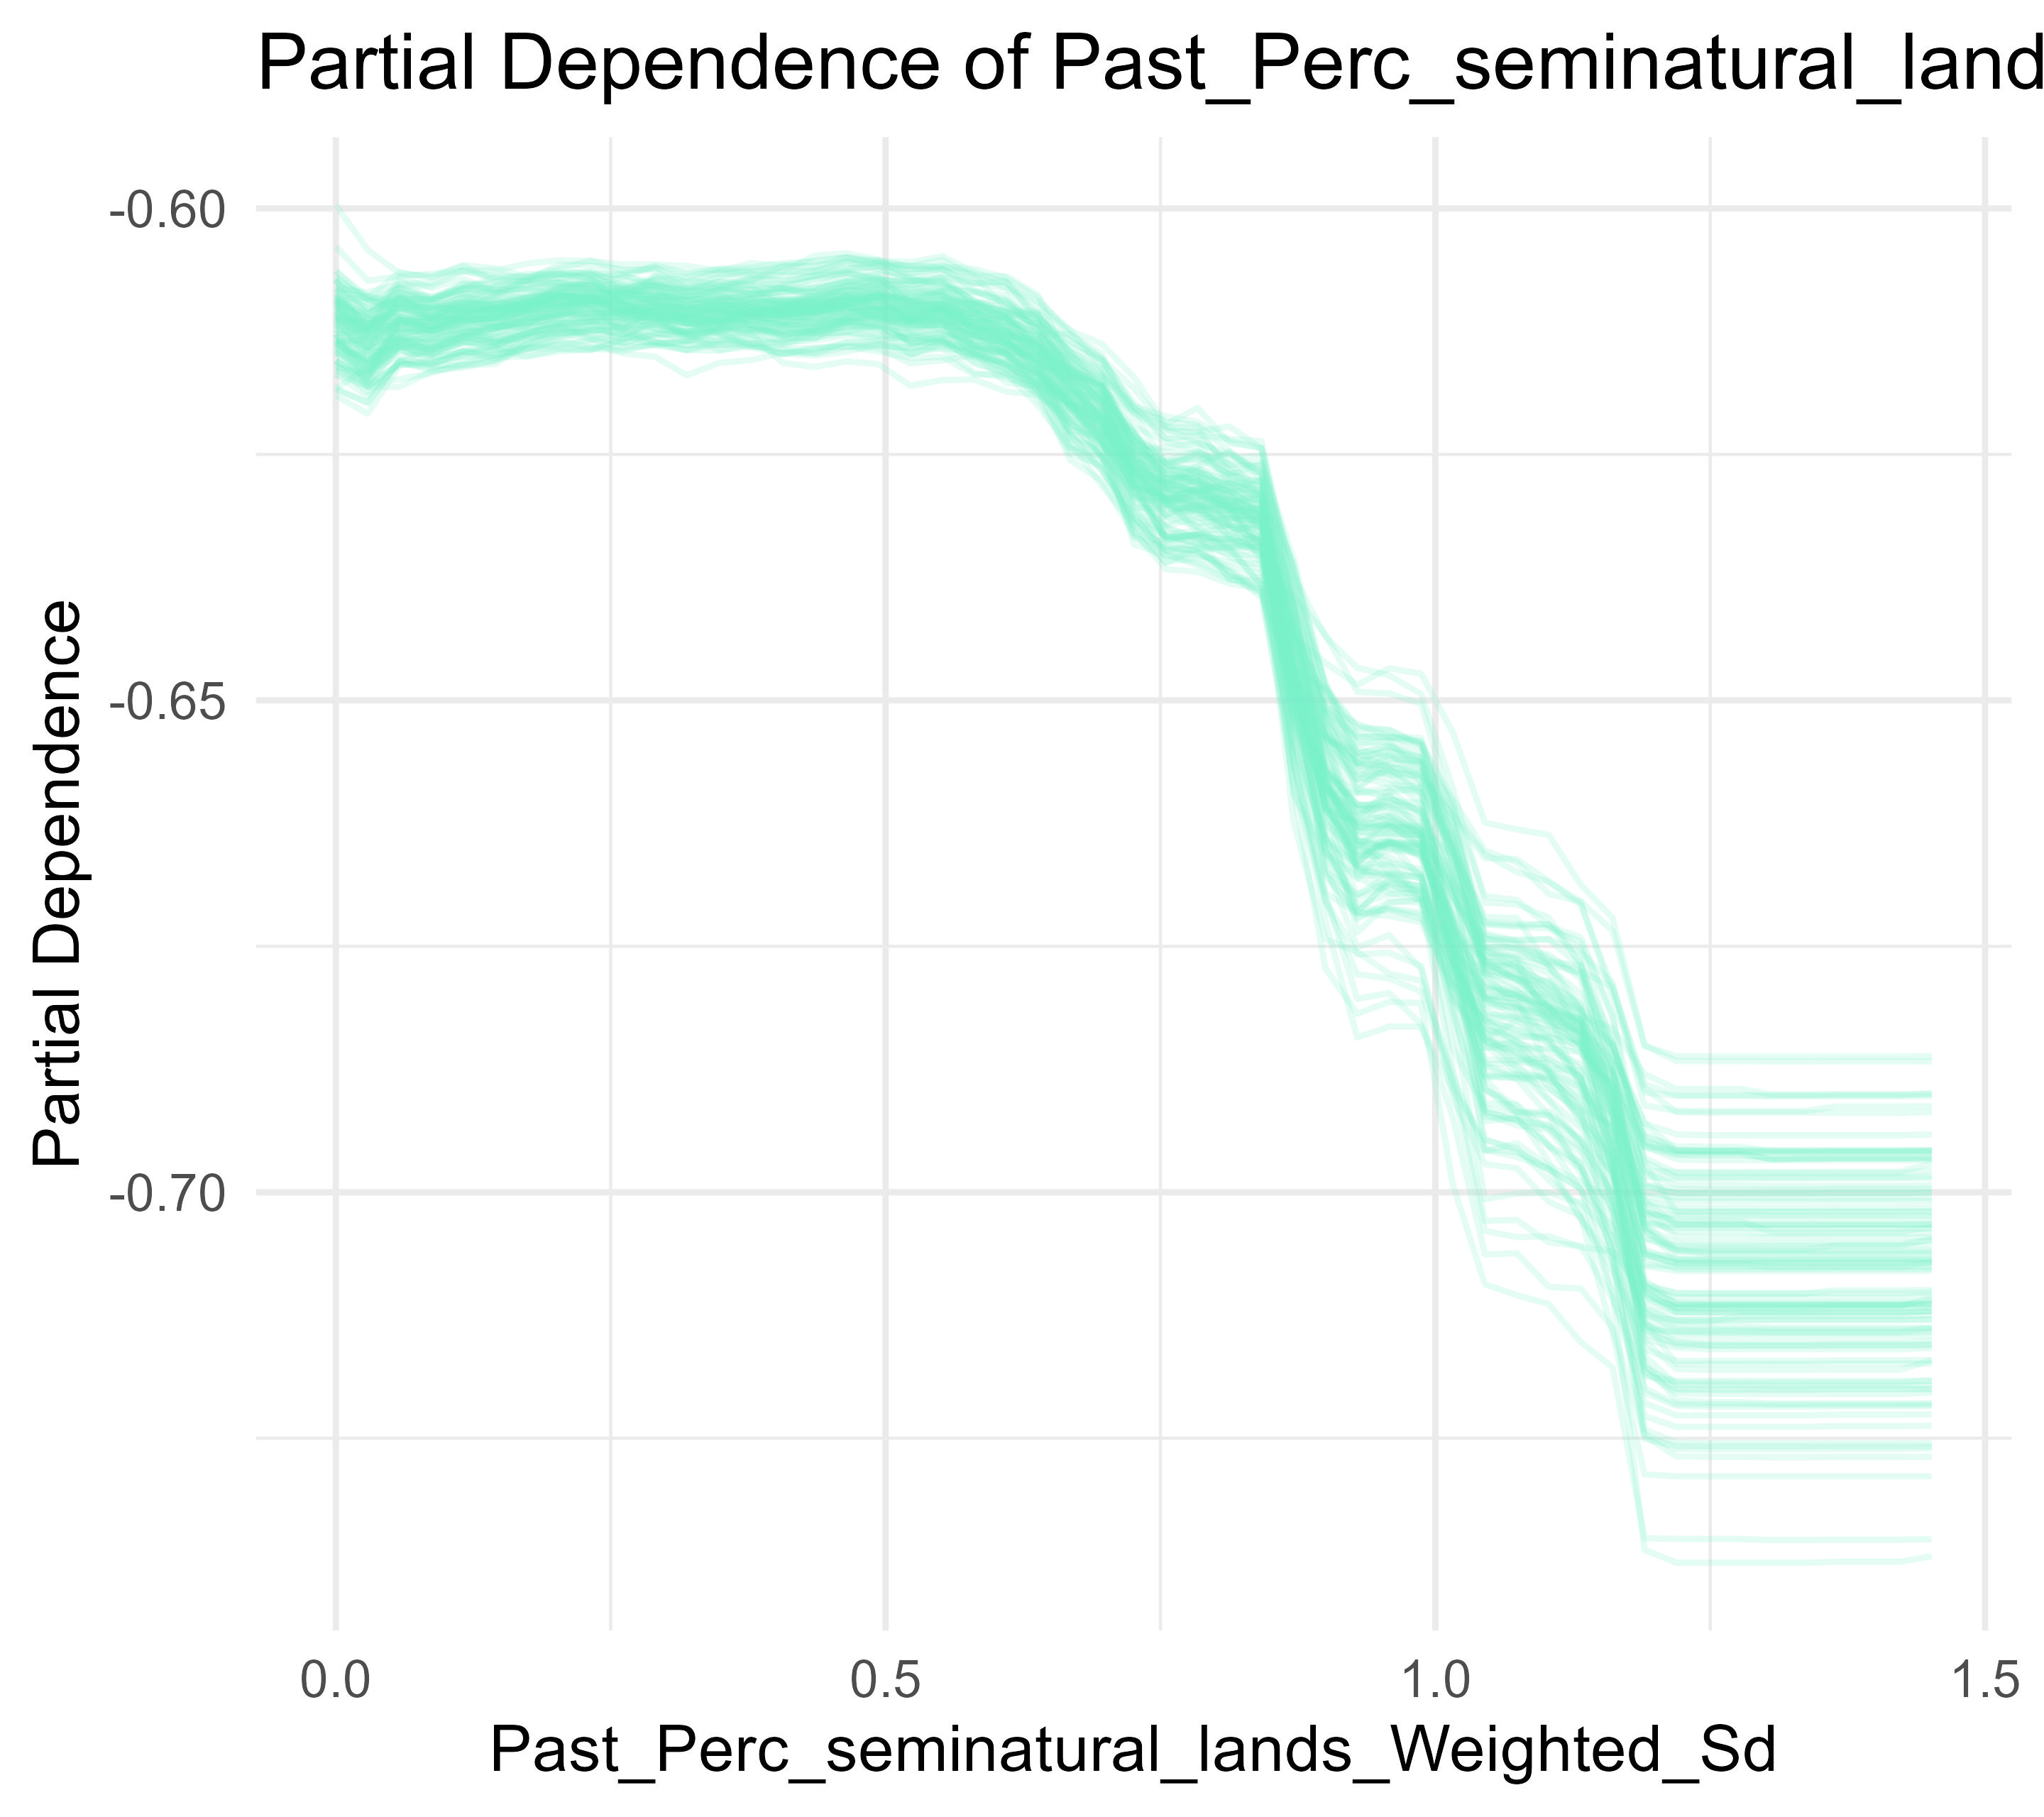 Partial Dependence of Past_Perc_seminatural_land
-0.60
-0.65
-0.70
Partial Dependence
0.0 0.5 1.0 1.5
Past_Perc_seminatural_lands_Weighted_Sd